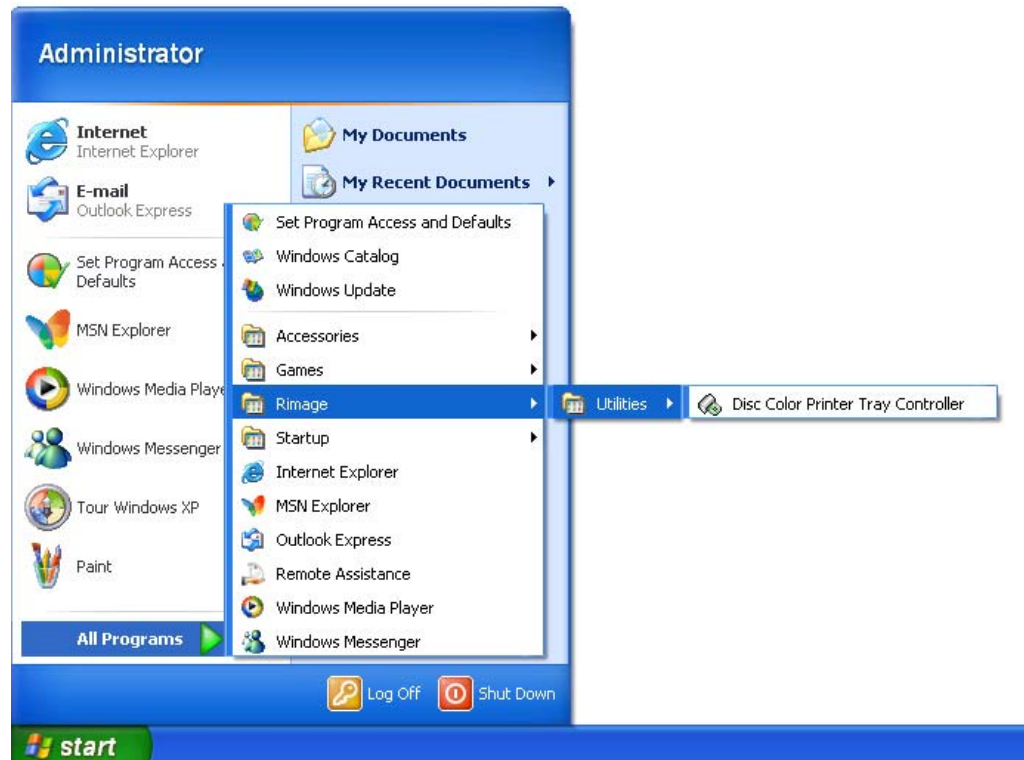 Administrator
Internet
Internet Explorer
E-mail
Outlook Express
Set Program Access
Defaults
MSN Explorer
Windows Media Playe
Windows Messenger
Tour Windows XP
Paint
All Programs
My Documents
My Recent Documents
Set Program Access and Defaults
Windows Catalog
Windows Update
Accessories
Games
Rimage
Startup
Internet Explorer
MSN Explorer
Outlook Express
Remote Assistance
Windows Media Player
Windows Messenger
Utilities
Disc Color Printer Tray Controller
Log Off
Shut Down
start